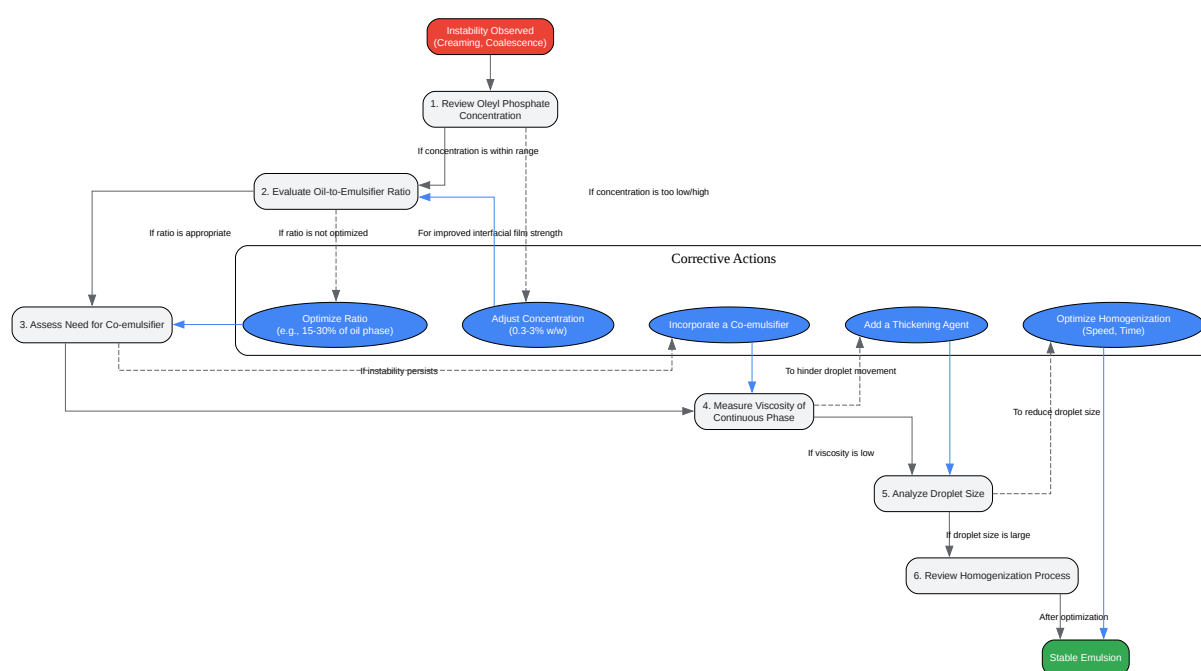 Instability Observed
(Creaming, Coalescence)
1. Review Oleyl Phosphate
Concentration
If concentration is within range
2. Evaluate Oil-to-Emulsifier Ratio
If concentration is too low/high
If ratio is appropriate
If ratio is not optimized
For improved interfacial film strength
Corrective Actions
3. Assess Need for Co-emulsifier
Optimize Ratio
(e.g., 15-30% of oil phase)
Adjust Concentration
(0.3-3% w/w)
Incorporate a Co-emulsifier
Add a Thickening Agent
Optimize Homogenization
(Speed, Time)
If instability persists
To hinder droplet movement
4. Measure Viscosity of
Continuous Phase
To reduce droplet size
If viscosity is low
5. Analyze Droplet Size
If droplet size is large
6. Review Homogenization Process
After optimization
Stable Emulsion